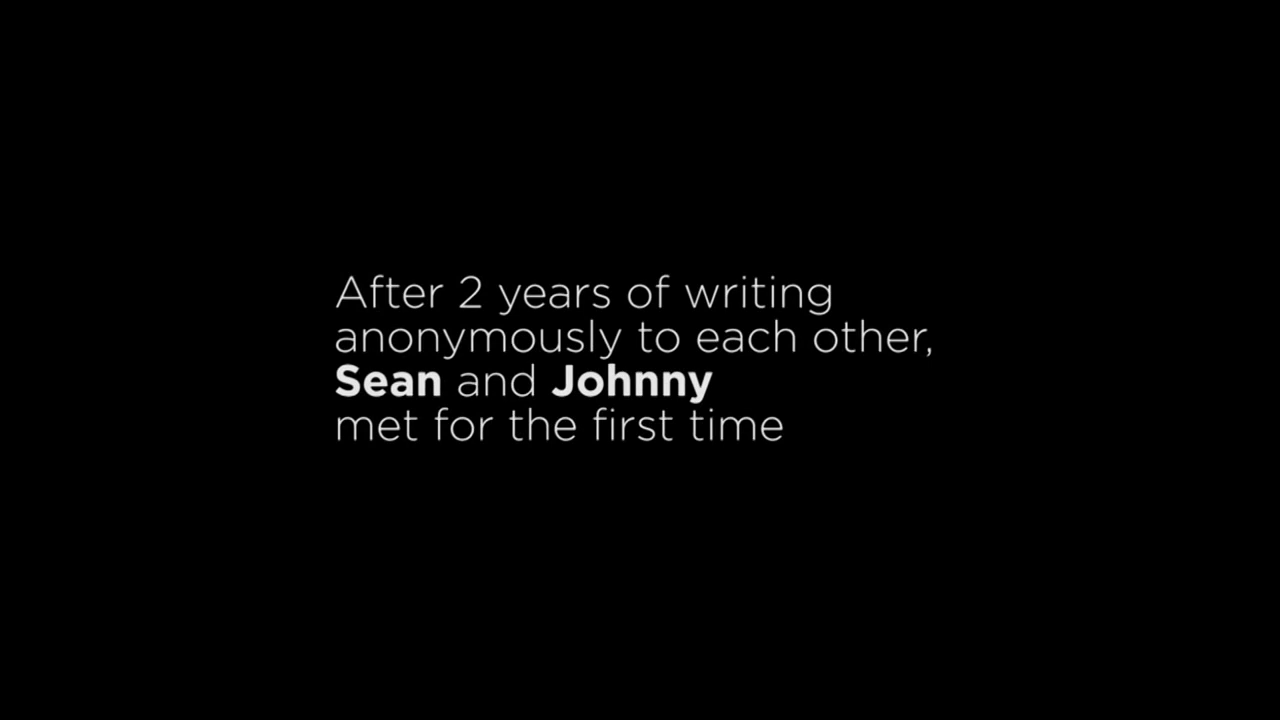 After 2 years of writing
anonymously to each other,
Sean and Johnny
met for the first time